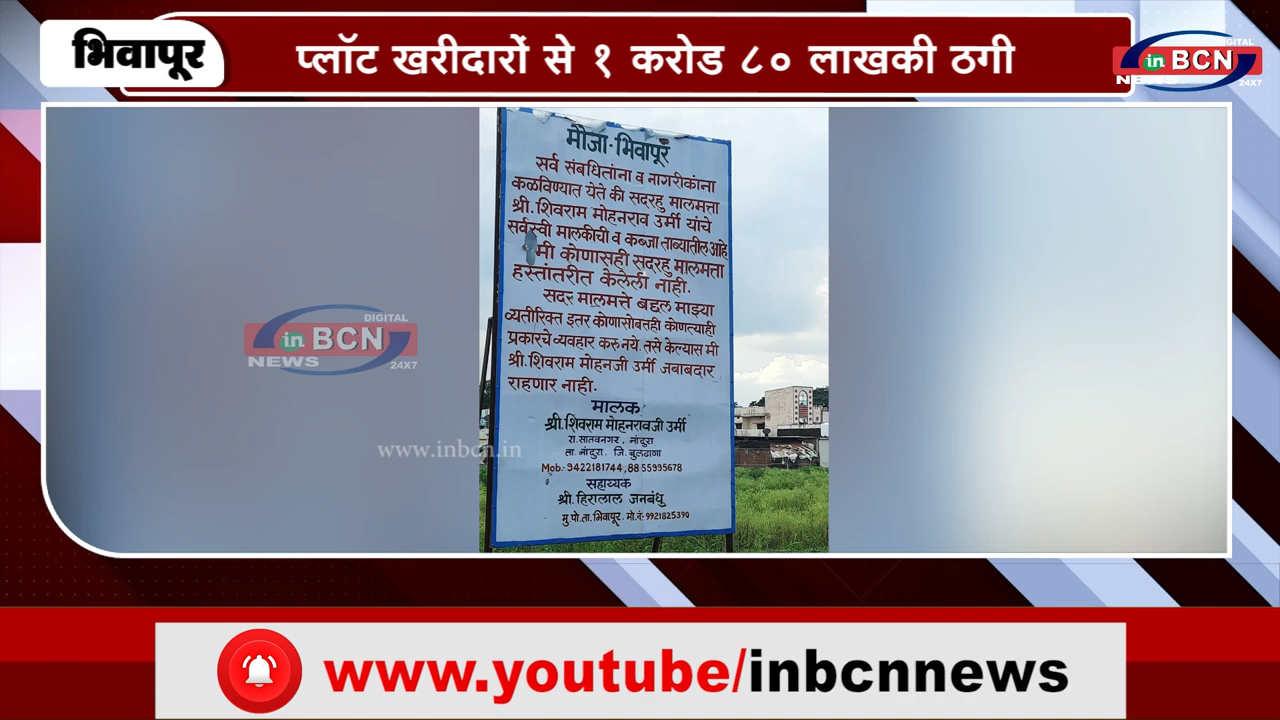 भिवापूर
प्लॉट खरीदारों से १ करोड ८० लाखकी ठगी
DIGITAL
in BCN
NEWS 24X7
मौजा-भिवापूर
सर्व संबधितांना व नागरीकांना
कळविण्यात येते की सदरहु मालमत्ता
श्री. शिवराम मोहनराव उर्मी यांचे
सर्वस्वी मालकीची व कब्जा ताब्यातील आहे
मी कोणासही सदरहु मालमत्ता
हस्तांतरीत केलेली नाही.
सदर मालमत्ते बद्दल माझ्या
व्यतीरिक्त इतर कोणासोबतही कोणत्याही
प्रकारचे व्यवहार करू नये. तसे केल्यास मी
श्री. शिवराम मोहनजी उर्मी जबाबदार
राहणार नाही.
मालक
श्री. शिवराम मोहनरावजी उर्मी
रा. सातवनगर, नांदुरा
ता. नांदुरा. जि. बुलढाणा
Mob:- 9422181744, 8855995678
सहाय्यक
श्री. हिरालाल जनबंधु
मु.पो.ता. भिवापूर. मो.नं:- 9921825390
DIGITAL
in BCN
NEWS 24X7
www.inbcn.in
www.youtube/inbcnnews